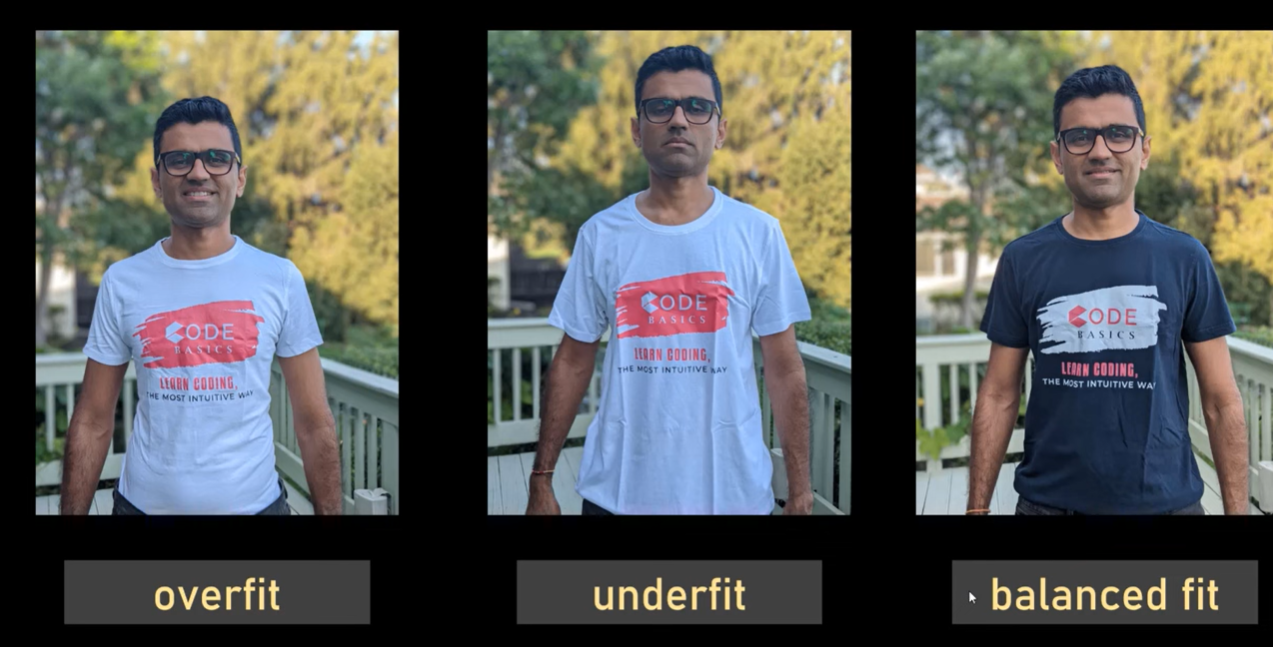 CODE
BASICS
LEARN CODING,
THE MOST INTUITIVE WAY
CODE
BASICS
LEARN CODING,
THE MOST INTUITIVE WAY
CODE
BASICS
LEARN CODING,
THE MOST INTUITIVE WAY
overfit
underfit
balanced fit